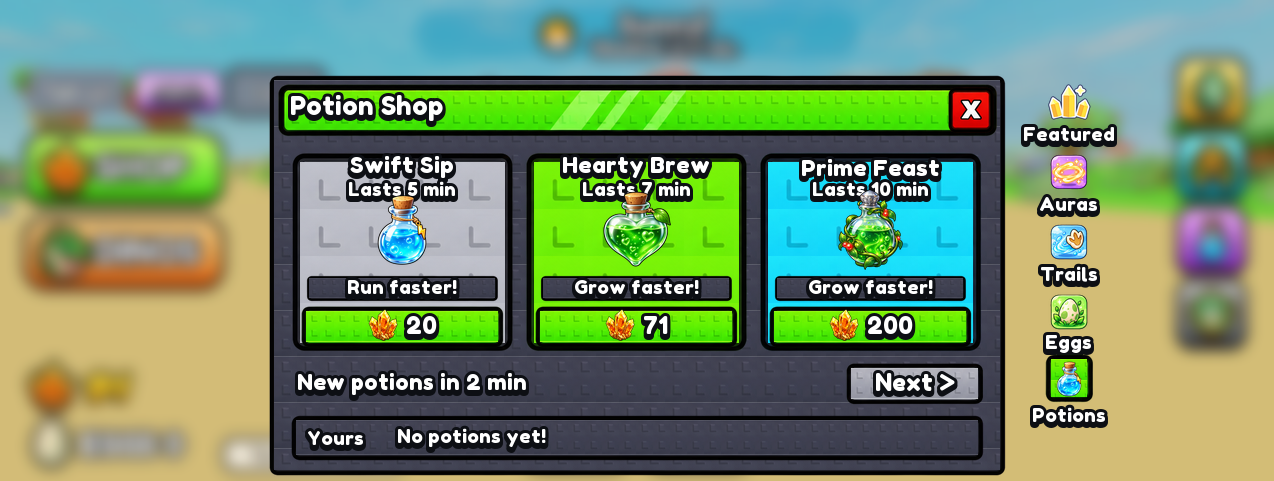 Potion Shop
X
Swift Sip
Lasts 5 min
Run faster!
20
Hearty Brew
Lasts 7 min
Grow faster!
71
Prime Feast
Lasts 10 min
Grow faster!
200
New potions in 2 min
Next >
Yours
No potions yet!
Featured
Auras
Trails
Eggs
Potions